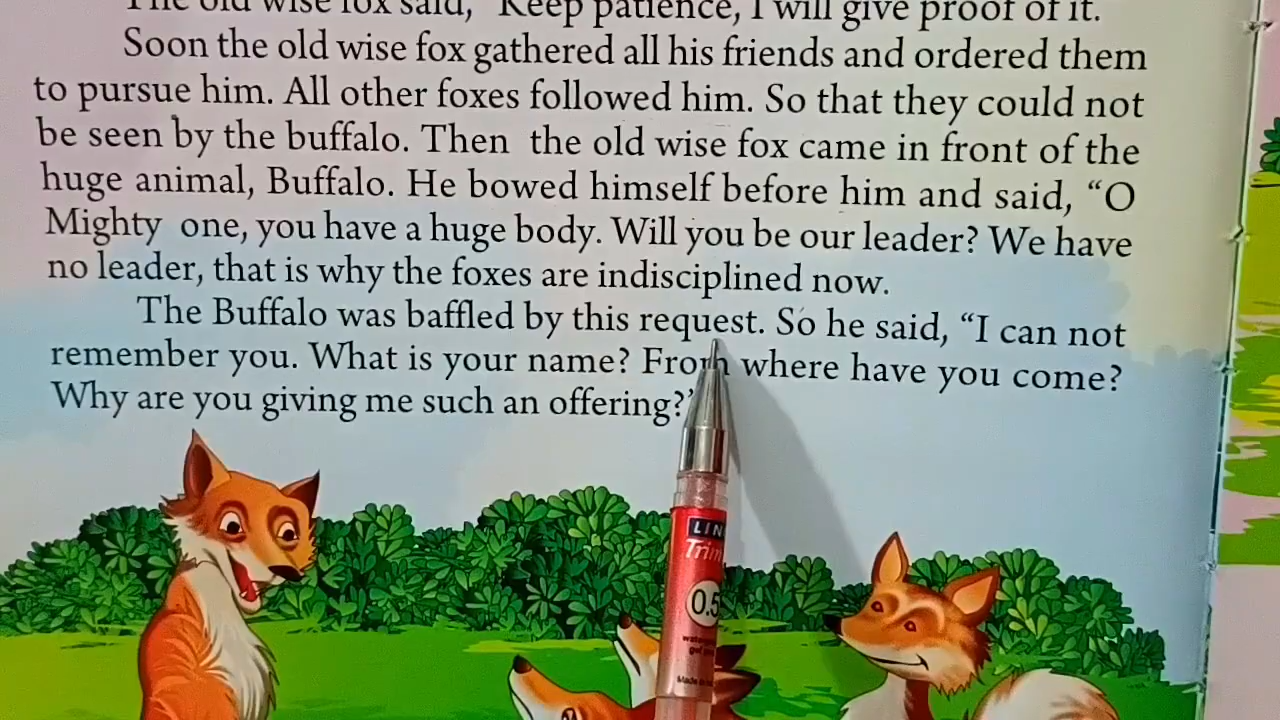 The old wise fox said, "Keep patience, I will give proof of it.
Soon the old wise fox gathered all his friends and ordered them
to pursue him. All other foxes followed him. So that they could not
be seen by the buffalo. Then the old wise fox came in front of the
huge animal, Buffalo. He bowed himself before him and said, “O
Mighty one, you have a huge body. Will you be our leader? We have
no leader, that is why the foxes are indisciplined now.
The Buffalo was baffled by this request. So he said, “I can not
remember you. What is your name? From where have you come?
Why are you giving me such an offering?”
LIN
Trim
0.5